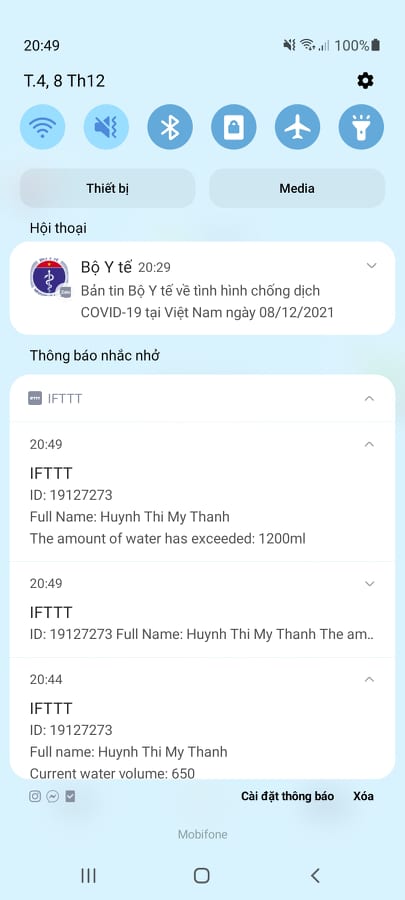 20:49
100%
T.4, 8 Th12
Thiết bị
Media
Hội thoại
Bộ Y tế 20:29
Bản tin Bộ Y tế về tình hình chống dịch
COVID-19 tại Việt Nam ngày 08/12/2021
Thông báo nhắc nhở
IFTTT
20:49
IFTTT
ID: 19127273
Full Name: Huynh Thi My Thanh
The amount of water has exceeded: 1200ml
20:49
IFTTT
ID: 19127273 Full Name: Huynh Thi My Thanh The am..
20:44
IFTTT
ID: 19127273
Full name: Huynh Thi My Thanh
Current water volume: 650
Cài đặt thông báo
Xóa
Mobifone